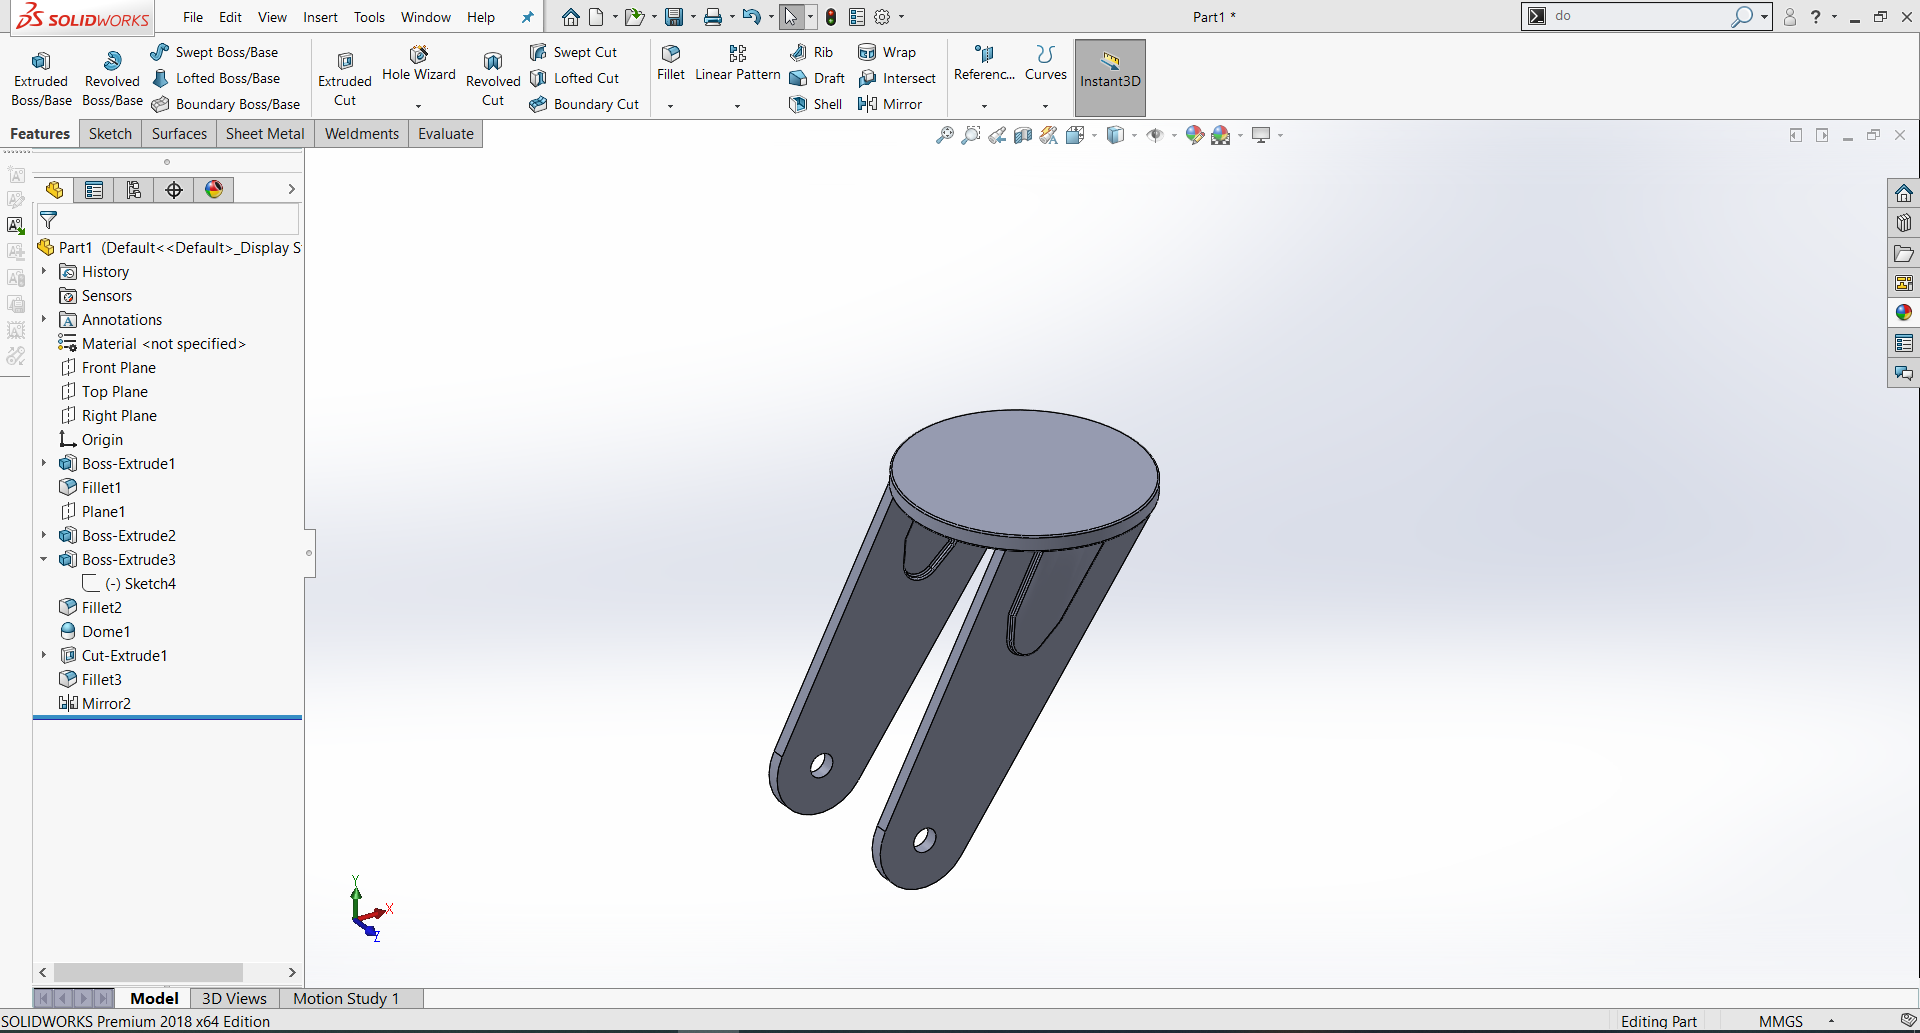 SOLIDWORKS File Edit View Insert Tools Window Help Part1 * do ?
Extruded Boss/Base
Revolved Boss/Base
Swept Boss/Base
Lofted Boss/Base
Boundary Boss/Base
Extruded Cut
Hole Wizard
Revolved Cut
Swept Cut
Lofted Cut
Boundary Cut
Fillet
Linear Pattern
Rib
Draft
Shell
Wrap
Intersect
Mirror
Referenc...
Curves
Instant3D
Features Sketch Surfaces Sheet Metal Weldments Evaluate
Part1 (Default<<Default>_Display S
History
Sensors
Annotations
Material <not specified>
Front Plane
Top Plane
Right Plane
Origin
Boss-Extrude1
Fillet1
Plane1
Boss-Extrude2
Boss-Extrude3
(-) Sketch4
Fillet2
Dome1
Cut-Extrude1
Fillet3
Mirror2
Y
X
Z
Model 3D Views Motion Study 1
SOLIDWORKS Premium 2018 x64 Edition Editing Part MMGS